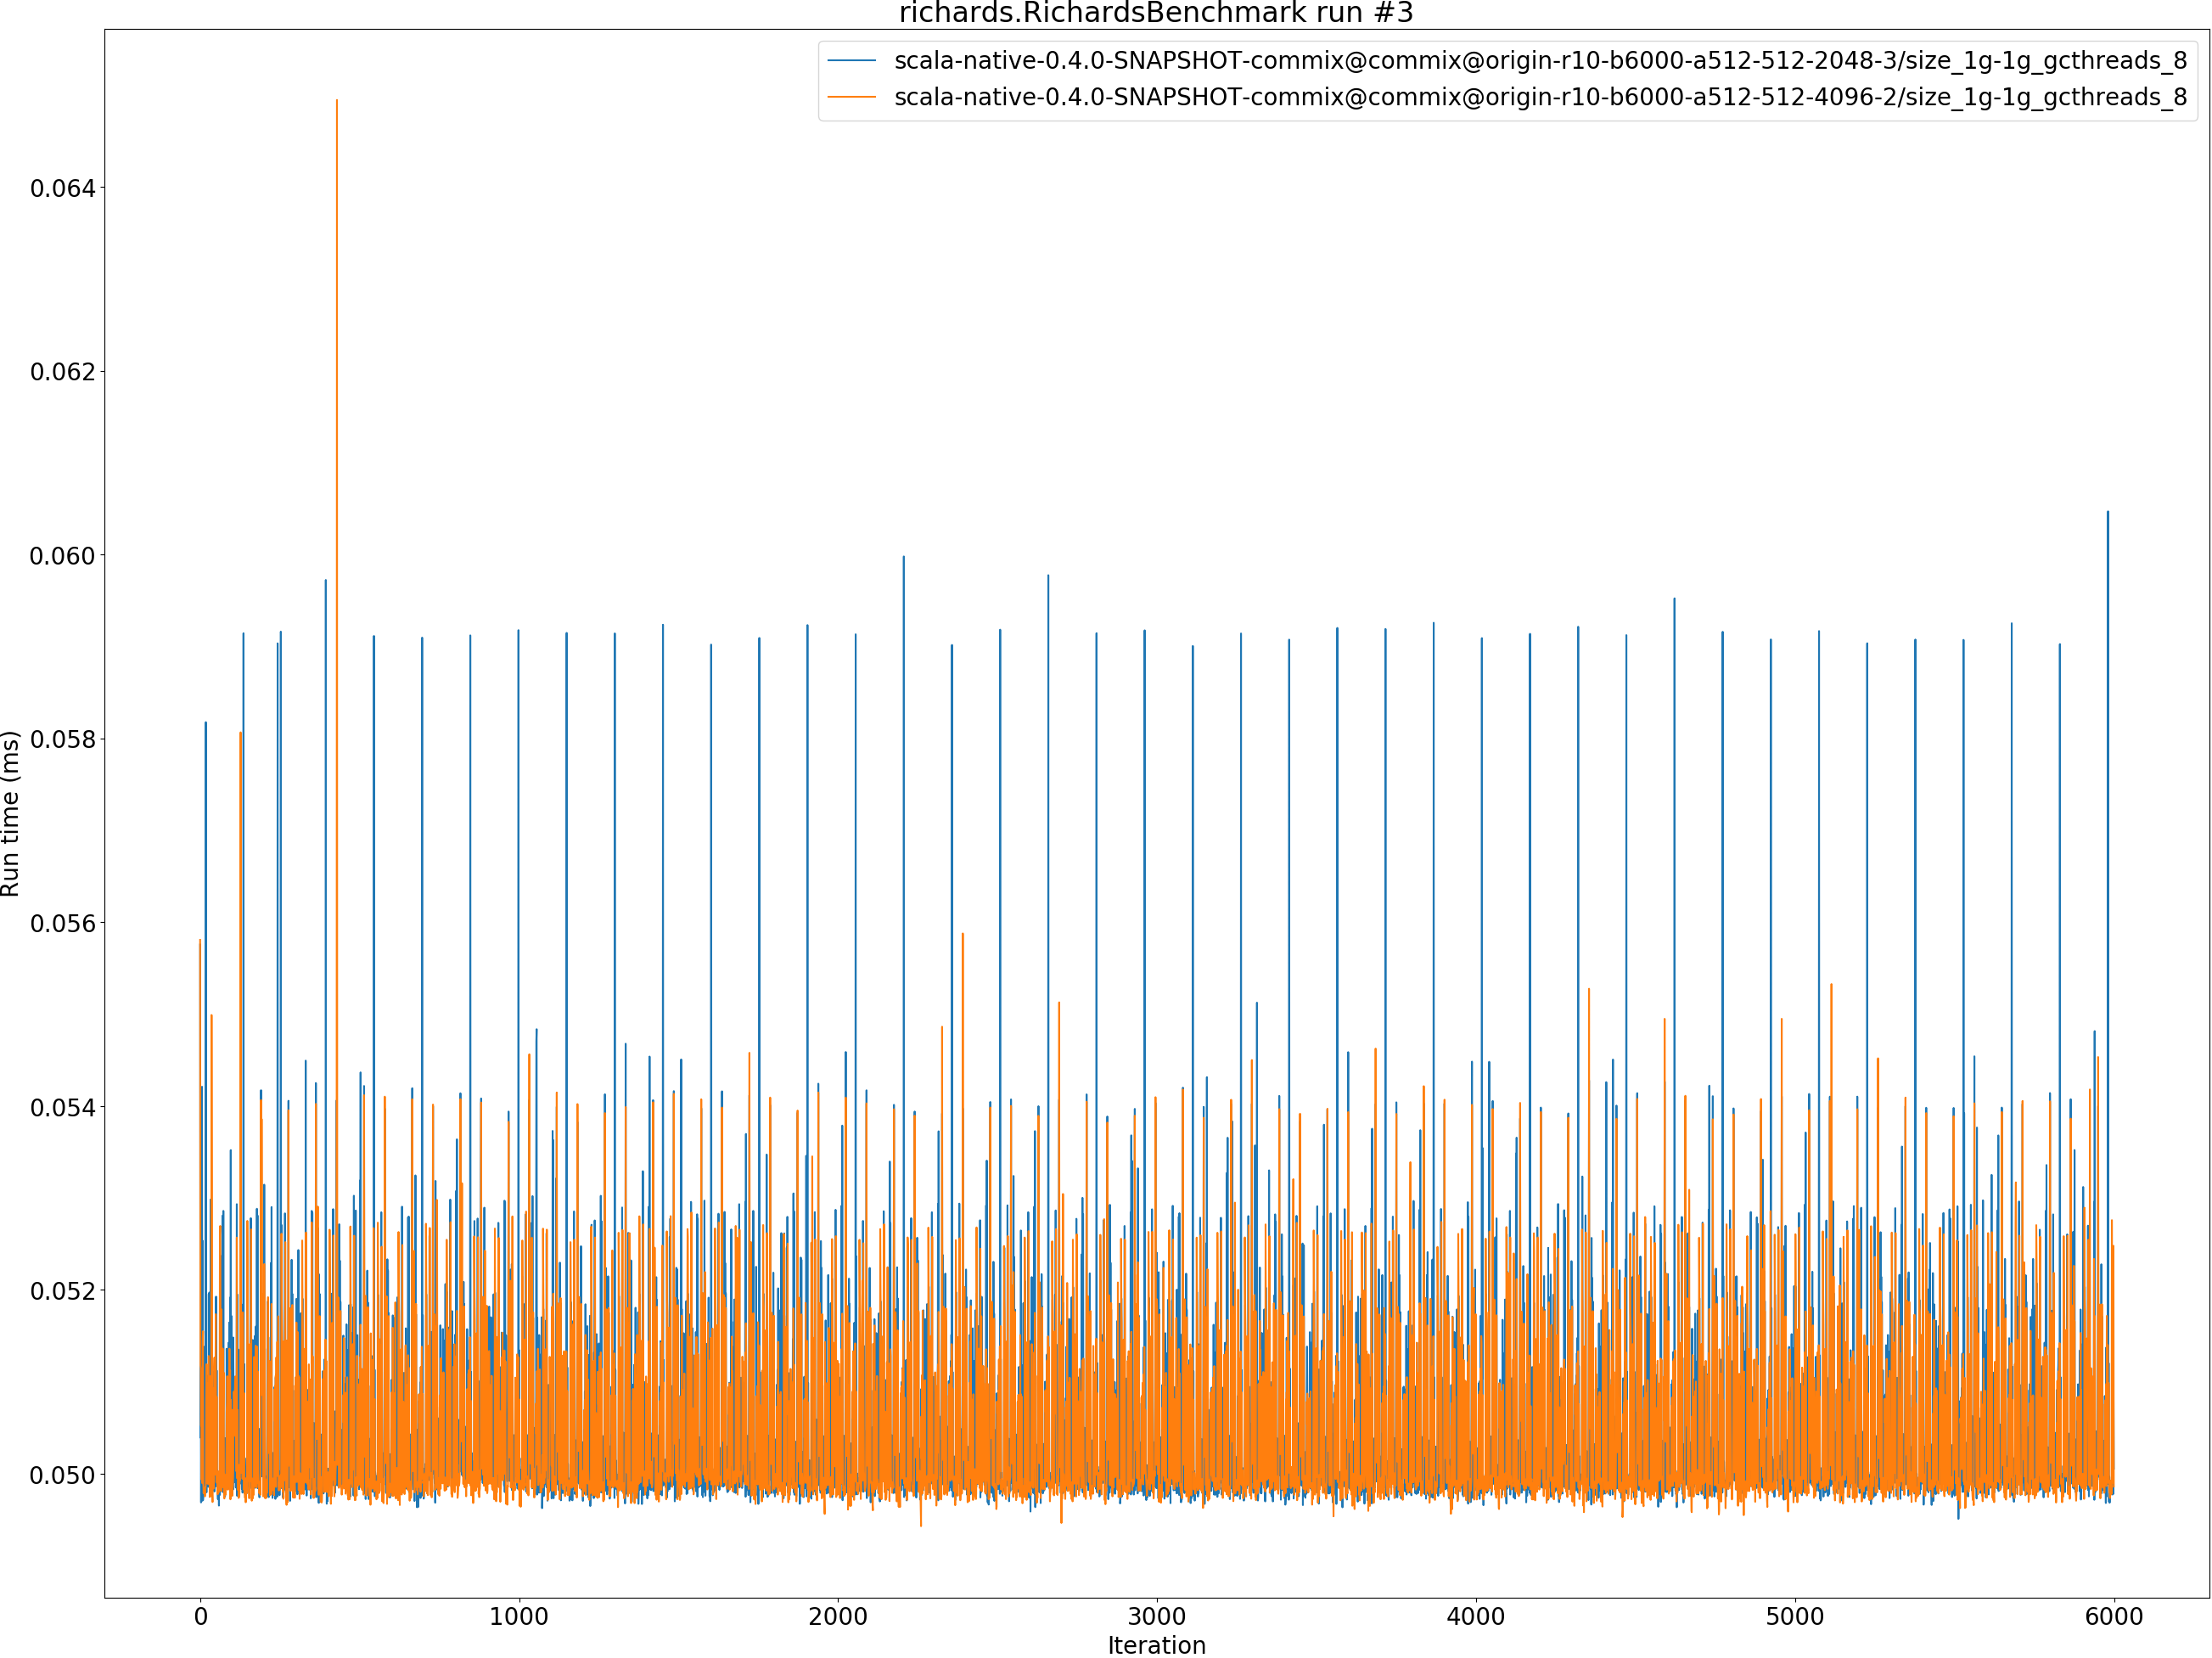 richards.RichardsBenchmark run #3
scala-native-0.4.0-SNAPSHOT-commix@commix@origin-r10-b6000-a512-512-2048-3/size_1g-1g_gcthreads_8
scala-native-0.4.0-SNAPSHOT-commix@commix@origin-r10-b6000-a512-512-4096-2/size_1g-1g_gcthreads_8
Run time (ms)
0.064
0.062
0.060
0.058
0.056
0.054
0.052
0.050
0 1000 2000 3000 4000 5000 6000
Iteration